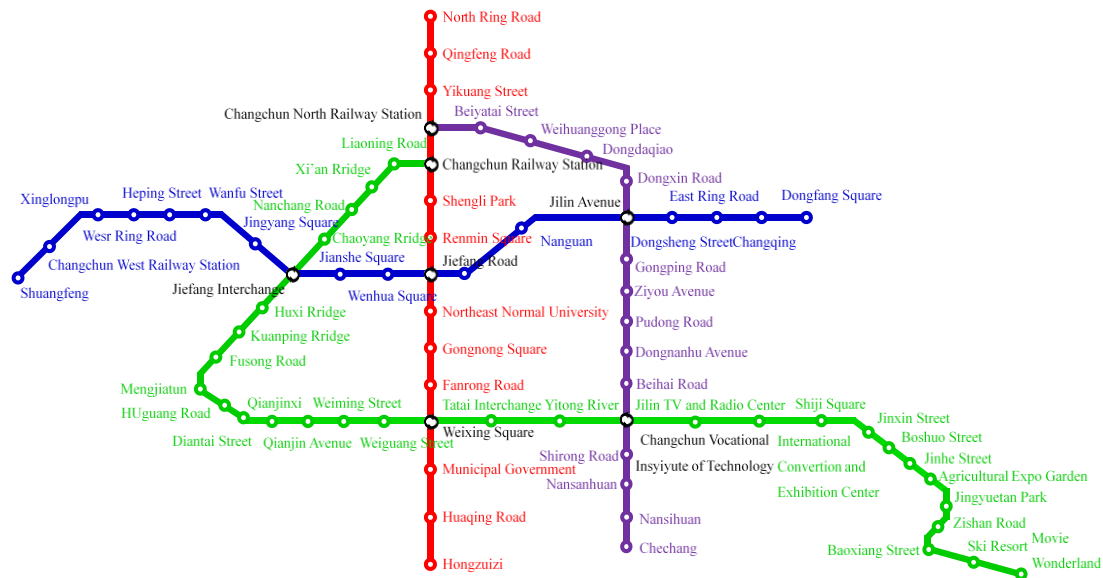 North Ring Road
Qingfeng Road
Yikuang Street
Changchun North Railway Station
Beiyatai Street
Weihuanggong Place
Liaoning Road
Dongdaqiao
Xi'an Rridge
Changchun Railway Station
Dongxin Road
Xinglongpu
Heping Street
Wanfu Street
Nanchang Road
Shengli Park
Jilin Avenue
East Ring Road
Dongfang Square
Jingyang Square
Wesr Ring Road
Chaoyang Rridge
Renmin Square
Nanguan
Dongsheng Street
Changqing
Changchun West Railway Station
Jianshe Square
Jiefang Road
Gongping Road
Shuangfeng
Jiefang Interchange
Wenhua Square
Ziyou Avenue
Huxi Rridge
Northeast Normal University
Pudong Road
Kuanping Rridge
Gongnong Square
Dongnanhu Avenue
Fusong Road
Mengjiatun
Fanrong Road
Beihai Road
HUguang Road
Qianjinxi
Weiming Street
Tatai Interchange
Yitong River
Jilin TV and Radio Center
Shiji Square
Jinxin Street
Diantai Street
Qianjin Avenue
Weiguang Street
Weixing Square
Changchun Vocational
Insyiyute of Technology
International
Convertion and
Exhibition Center
Boshuo Street
Jinhe Street
Shirong Road
Municipal Government
Agricultural Expo Garden
Nansanhuan
Jingyuetan Park
Huaqing Road
Nansihuan
Zishan Road
Chechang
Baoxiang Street
Ski Resort
Movie
Wonderland
Hongzuizi